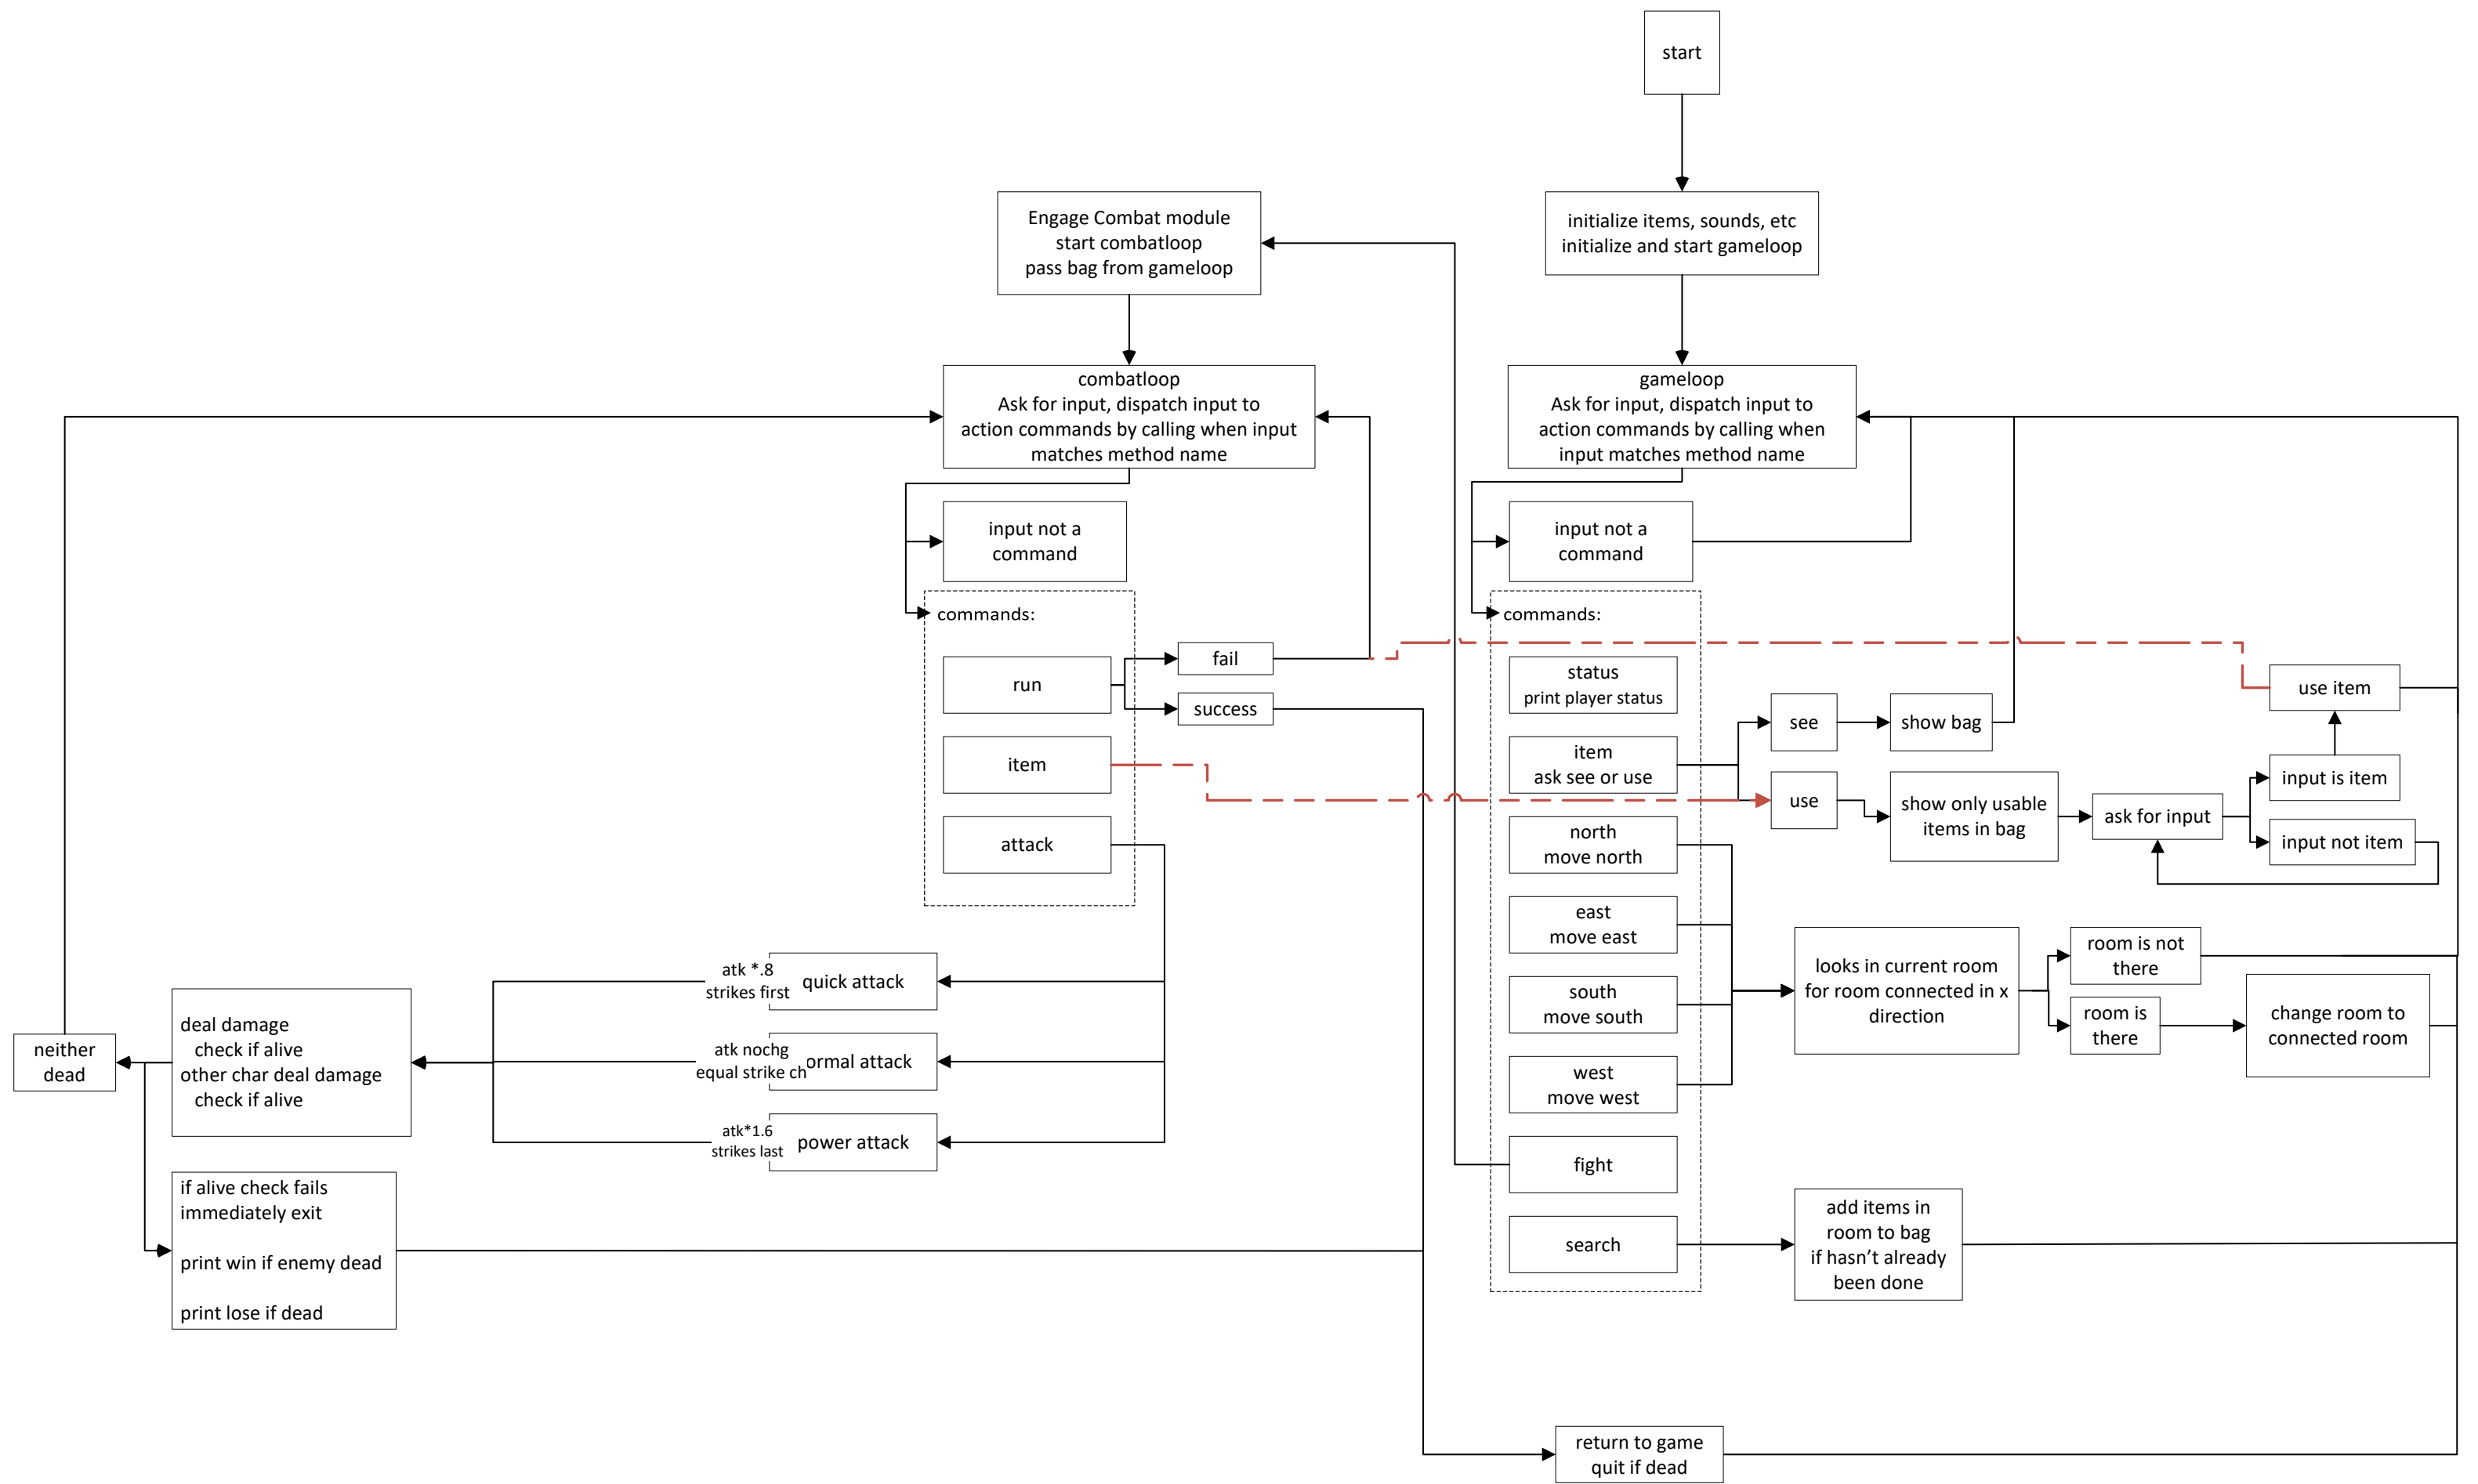 start
Engage Combat module
start combatloop
pass bag from gameloop
initialize items, sounds, etc
initialize and start gameloop
combatloop
Ask for input, dispatch input to
action commands by calling when input
matches method name
gameloop
Ask for input, dispatch input to
action commands by calling when
input matches method name
input not a
command
input not a
command
commands:
run
item
attack
fail
success
commands:
status
print player status
item
ask see or use
north
move north
east
move east
south
move south
west
move west
fight
search
see
show bag
use
show only usable
items in bag
ask for input
use item
input is item
input not item
looks in current room
for room connected in x
direction
room is not
there
room is
there
change room to
connected room
add items in
room to bag
if hasn't already
been done
atk *.8
strikes first
quick attack
atk nochg
equal strike ch
ormal attack
atk*1.6
strikes last
power attack
deal damage
check if alive
other char deal damage
check if alive
neither
dead
if alive check fails
immediately exit
print win if enemy dead
print lose if dead
return to game
quit if dead